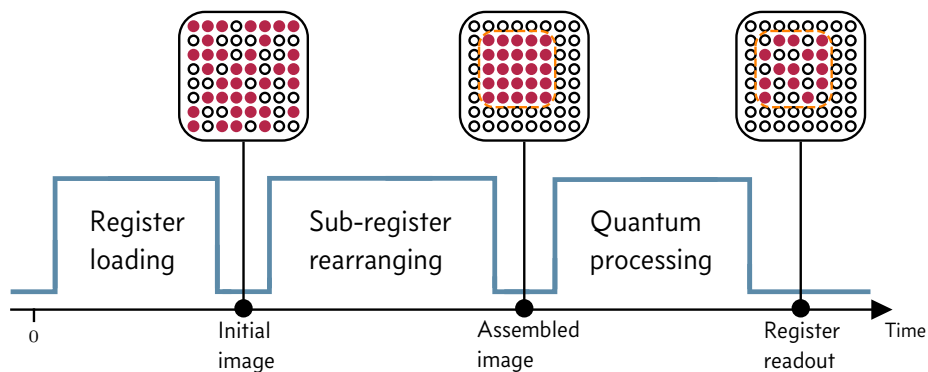 Register
loading
Sub-register
rearranging
Quantum
processing
0
Initial
image
Assembled
image
Register
readout
Time